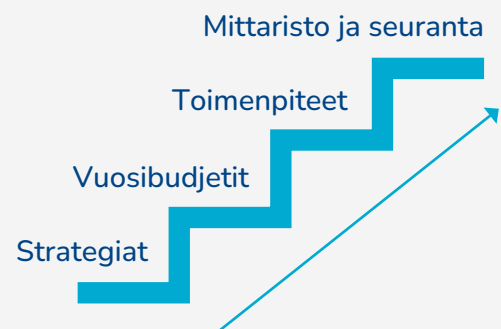 Mittaristo ja seuranta
Toimenpiteet
Vuosibudjetit
Strategiat